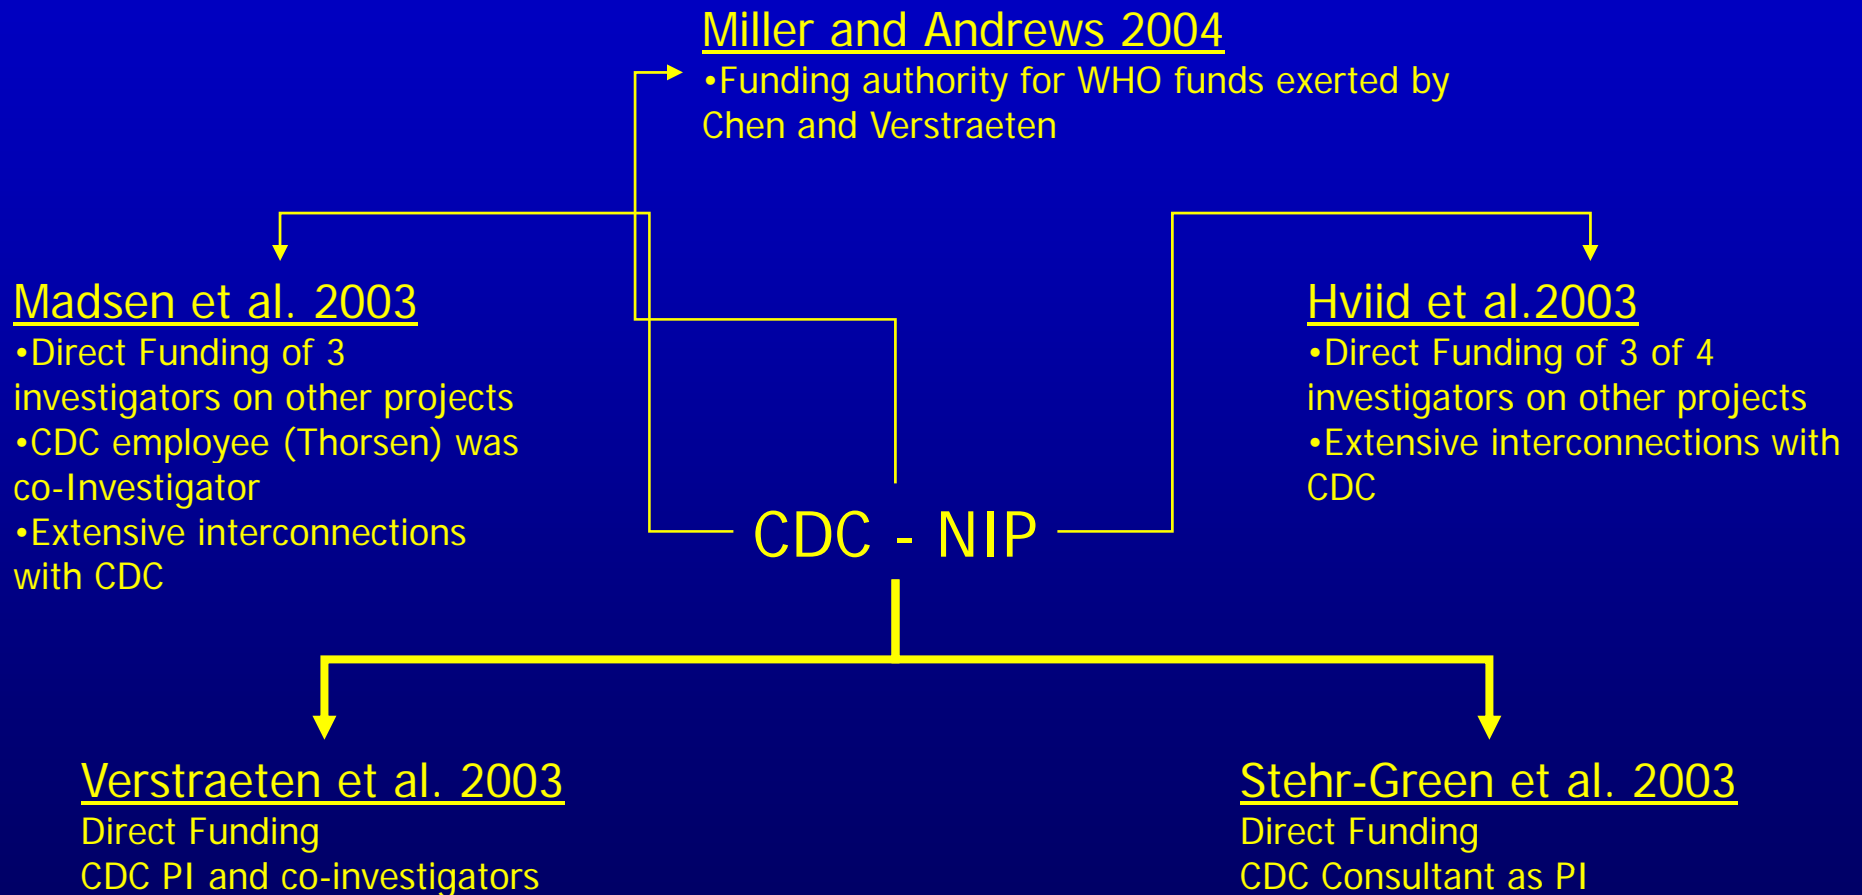 Miller and Andrews 2004
•Funding authority for WHO funds exerted by
Chen and Verstraeten
Madsen et al. 2003
•Direct Funding of 3
investigators on other projects
•CDC employee (Thorsen) was
co-Investigator
•Extensive interconnections
with CDC
Hviid et al.2003
•Direct Funding of 3 of 4
investigators on other projects
•Extensive interconnections with
CDC
CDC - NIP
Verstraeten et al. 2003
Direct Funding
CDC PI and co-investigators
Stehr-Green et al. 2003
Direct Funding
CDC Consultant as PI